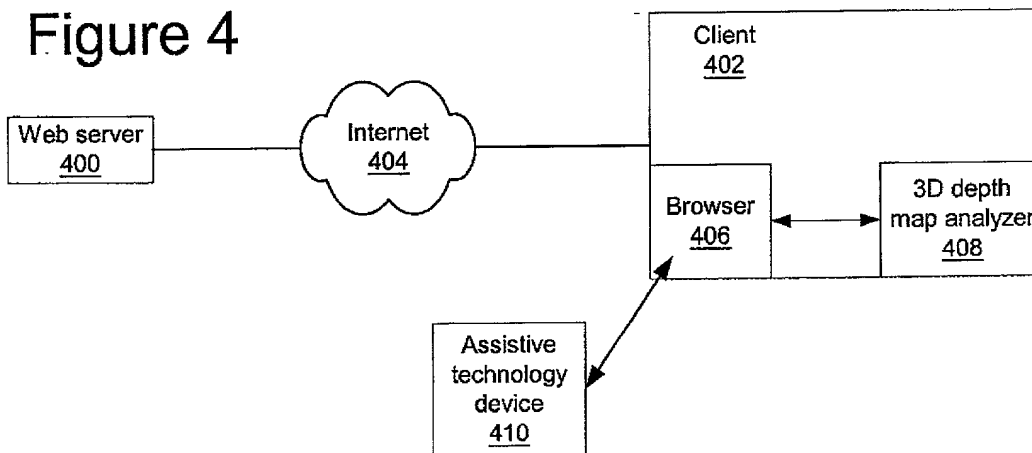 Figure 4
Client
402
Web server
400
Internet
404
Browser
406
3D depth
map analyzer
408
Assistive
technology
device
410